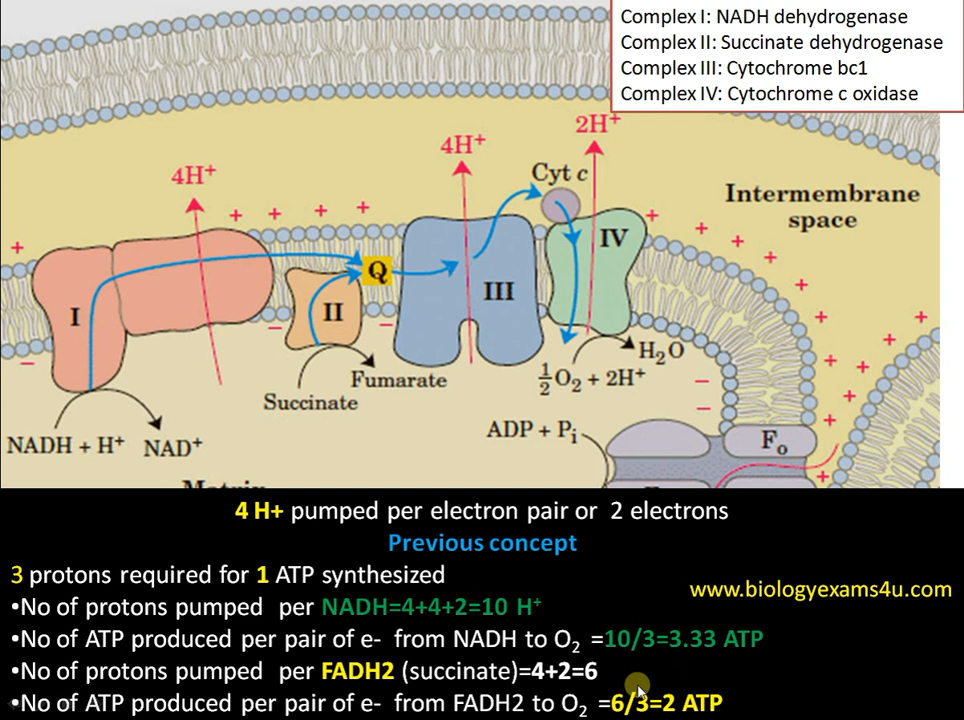 Complex I: NADH dehydrogenase
Complex II: Succinate dehydrogenase
Complex III: Cytochrome bc1
Complex IV: Cytochrome c oxidase
2H⁺
4H⁺
4H⁺
Cyt c
Intermembrane
space
+ + + +
+
+
+
+
+
+
+
+
+
+
+
+
+
I
II
Q
III
IV
−
−
−
−
−
H₂O
½O₂ + 2H⁺
Fumarate
Succinate
NADH + H⁺ NAD⁺
ADP + Pᵢ
Fₒ
Matrix
4 H+ pumped per electron pair or 2 electrons
Previous concept
3 protons required for 1 ATP synthesized
www.biologyexams4u.com
•No of protons pumped per NADH=4+4+2=10 H⁺
•No of ATP produced per pair of e- from NADH to O₂ =10/3=3.33 ATP
•No of protons pumped per FADH2 (succinate)=4+2=6
•No of ATP produced per pair of e- from FADH2 to O₂ =6/3=2 ATP